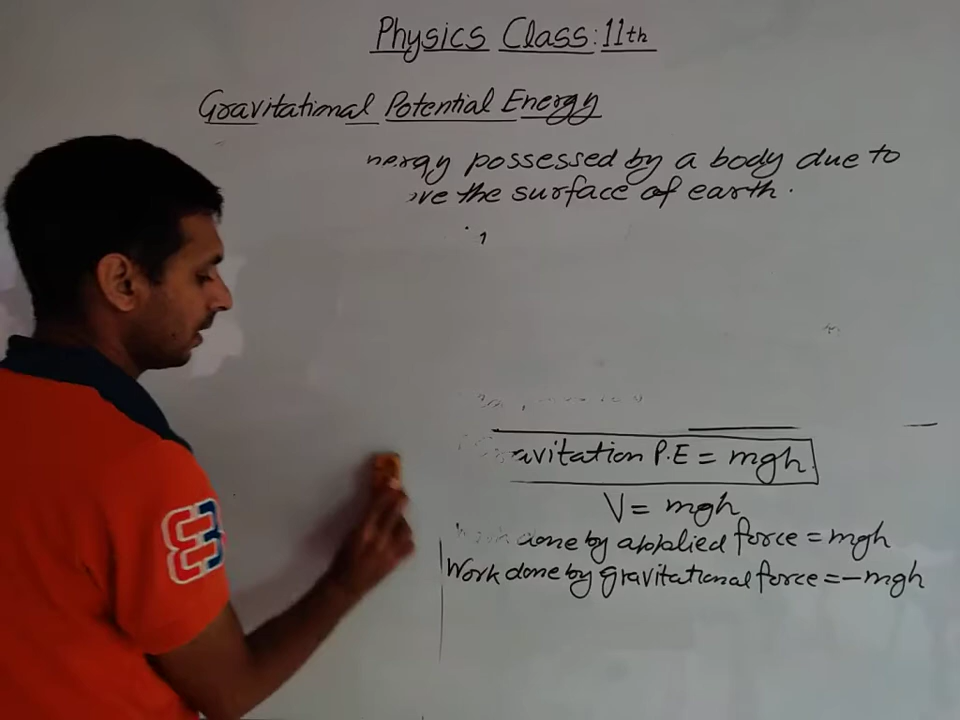 Physics Class: 11th
Gravitational Potential Energy
nergy possessed by a body due to
ve the surface of earth.
avitation P.E = mgh.
V = mgh
done by applied force = mgh
Work done by gravitational force = -mgh